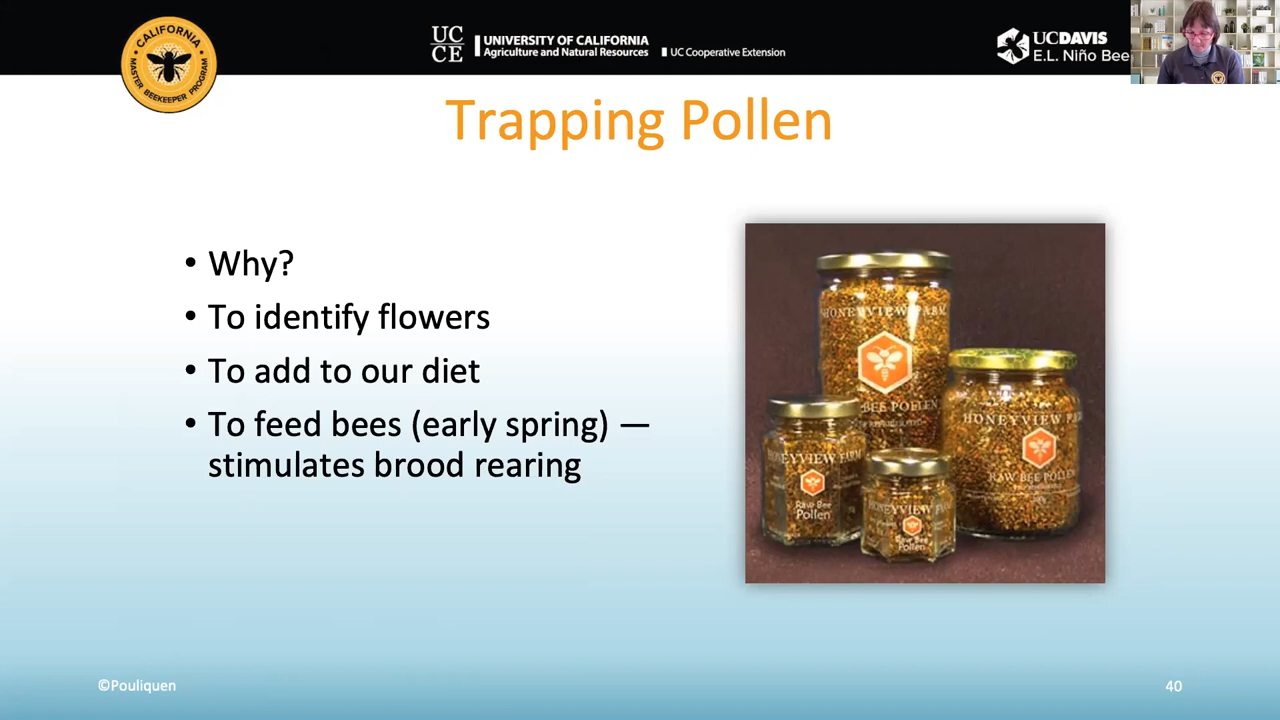 CALIFORNIA
MASTER BEEKEEPER PROGRAM
UC
CE
UNIVERSITY OF CALIFORNIA
Agriculture and Natural Resources
UC Cooperative Extension
UCDAVIS
E.L. Niño Bee
Trapping Pollen
• Why?
• To identify flowers
• To add to our diet
• To feed bees (early spring) —
stimulates brood rearing
HONEYVIEW FARM
BEE POLLEN
HONEYVIEW FARM
RAW BEE POLLEN
HONEYVIEW FARM
Raw Bee
Pollen
HONEYVIEW FARM
Raw Bee
Pollen
©Pouliquen
40